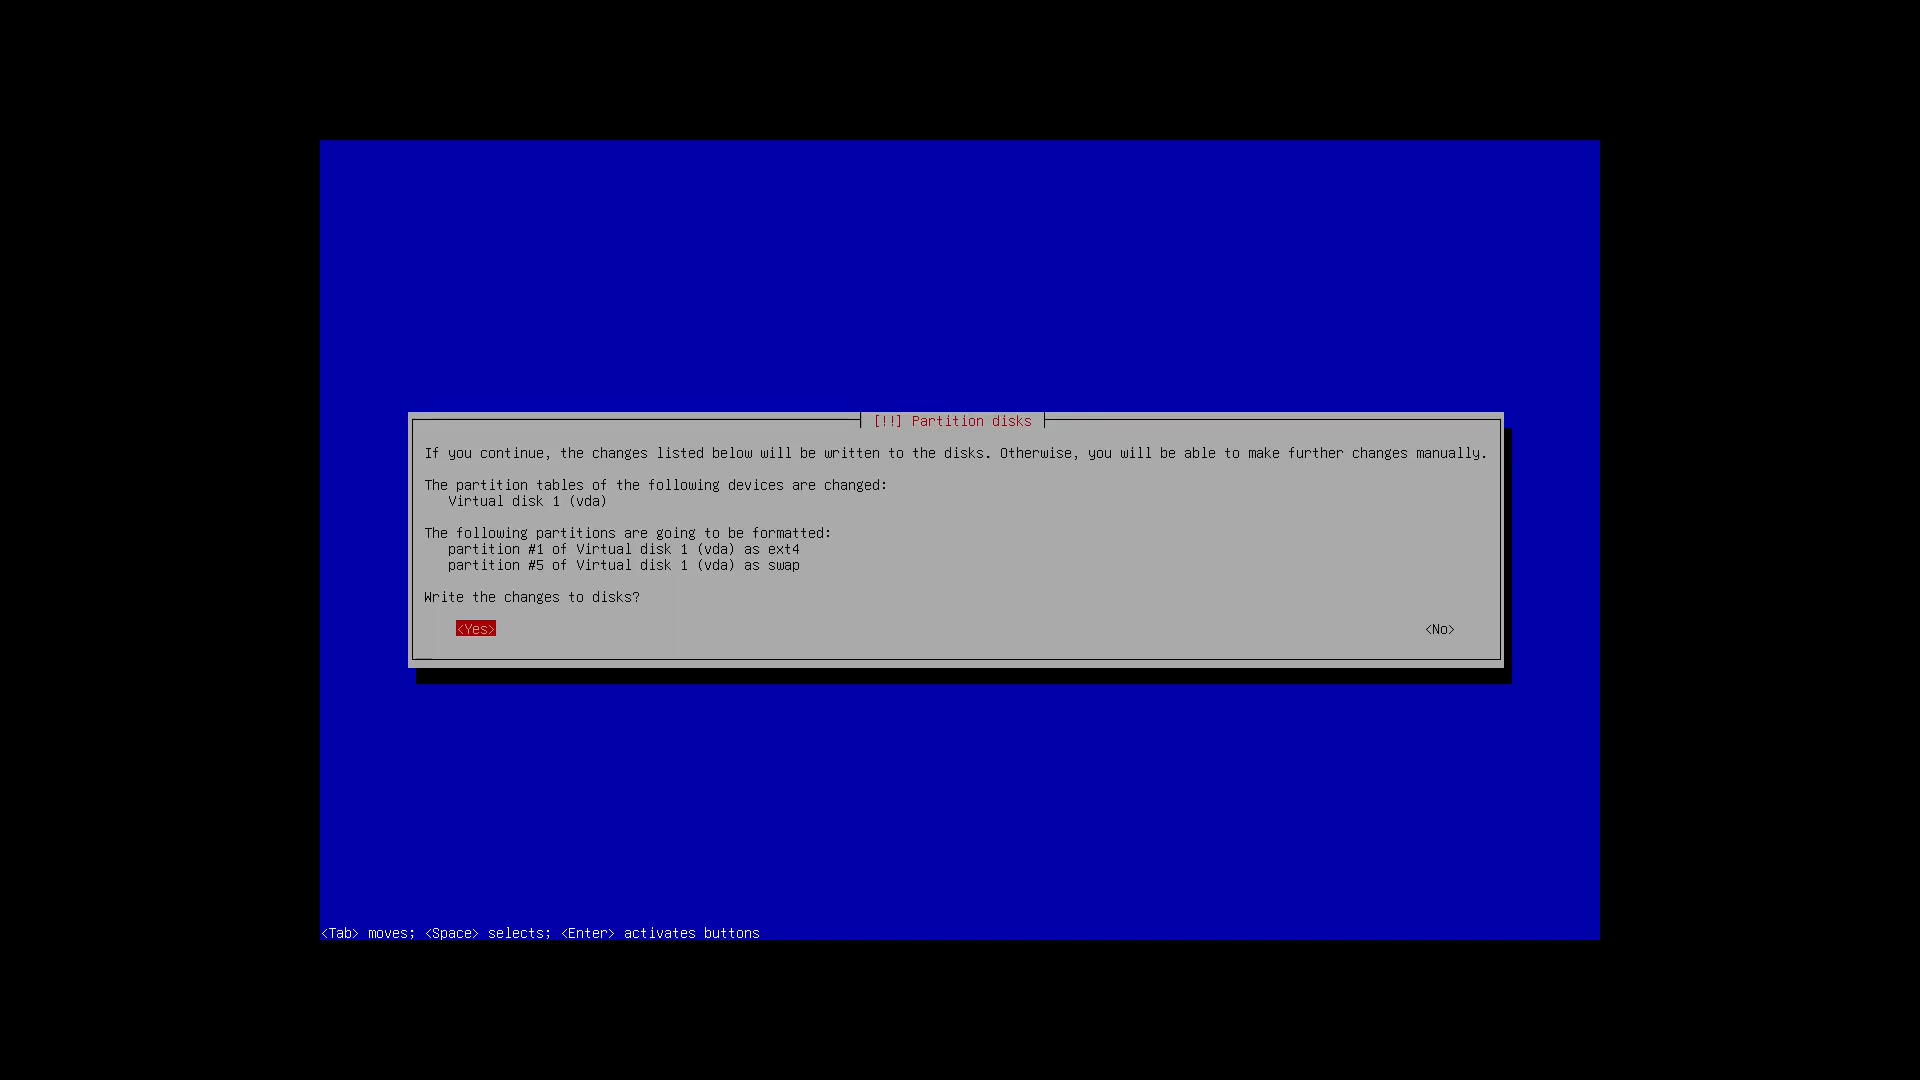 [!!] Partition disks
If you continue, the changes listed below will be written to the disks. Otherwise, you will be able to make further changes manually.
The partition tables of the following devices are changed:
Virtual disk 1 (vda)
The following partitions are going to be formatted:
partition #1 of Virtual disk 1 (vda) as ext4
partition #5 of Virtual disk 1 (vda) as swap
Write the changes to disks?
<Yes> <No>
<Tab> moves; <Space> selects; <Enter> activates buttons